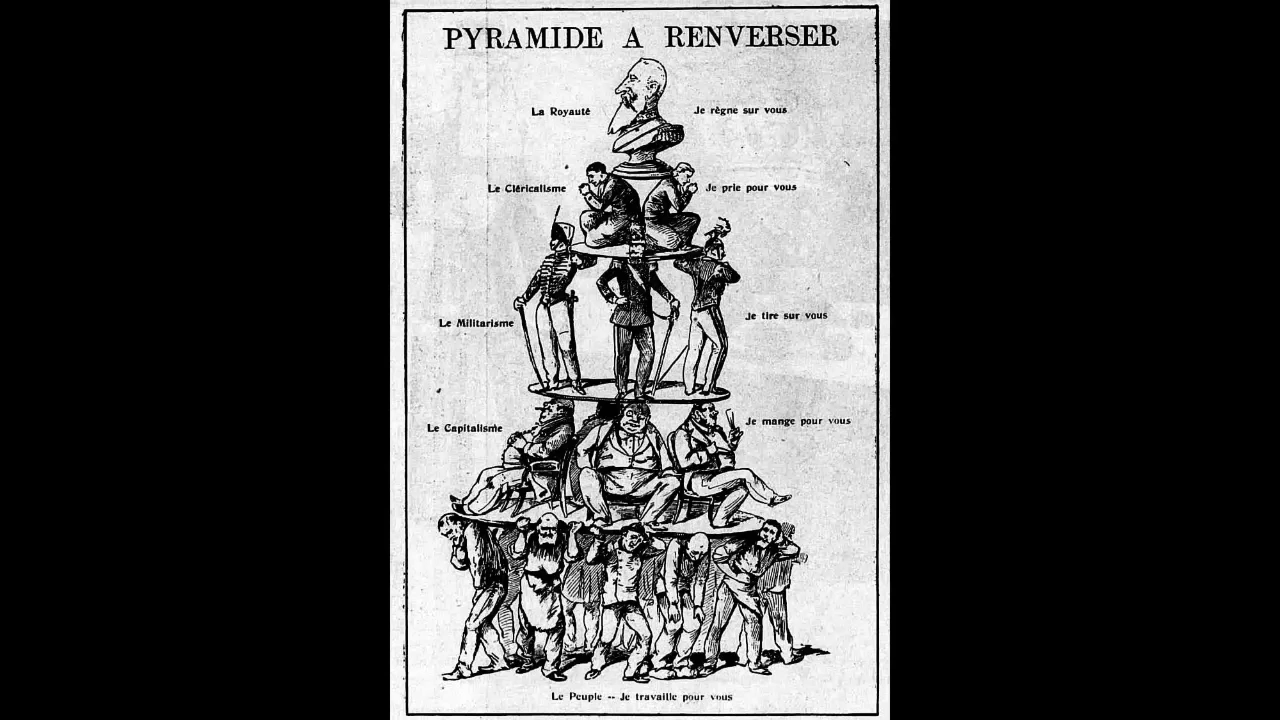 PYRAMIDE A RENVERSER
La Royauté
Je règne sur vous
Le Cléricalisme
Je prie pour vous
Le Militarisme
Je tire sur vous
Le Capitalisme
Je mange pour vous
Le Peuple -- Je travaille pour vous